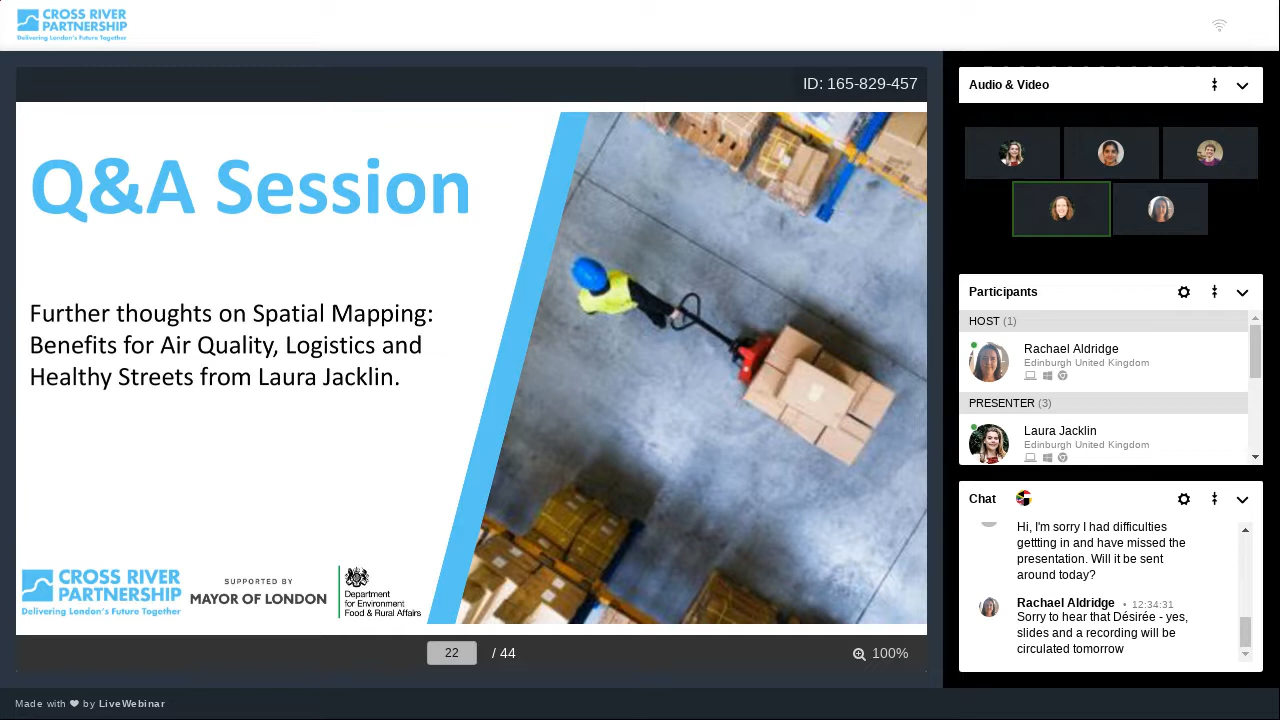 CROSS RIVER
PARTNERSHIP
Delivering London's Future Together
ID: 165-829-457
Q&A Session
Further thoughts on Spatial Mapping:
Benefits for Air Quality, Logistics and
Healthy Streets from Laura Jacklin.
CROSS RIVER
PARTNERSHIP
Delivering London's Future Together
SUPPORTED BY
MAYOR OF LONDON
Department
for Environment
Food & Rural Affairs
22 / 44
100%
Audio & Video
Participants
HOST (1)
Rachael Aldridge
Edinburgh United Kingdom
PRESENTER (3)
Laura Jacklin
Edinburgh United Kingdom
Chat
Hi, I'm sorry I had difficulties
gettting in and have missed the
presentation. Will it be sent
around today?
Rachael Aldridge • 12:34:31
Sorry to hear that Désirée - yes,
slides and a recording will be
circulated tomorrow
Made with ❤ by LiveWebinar